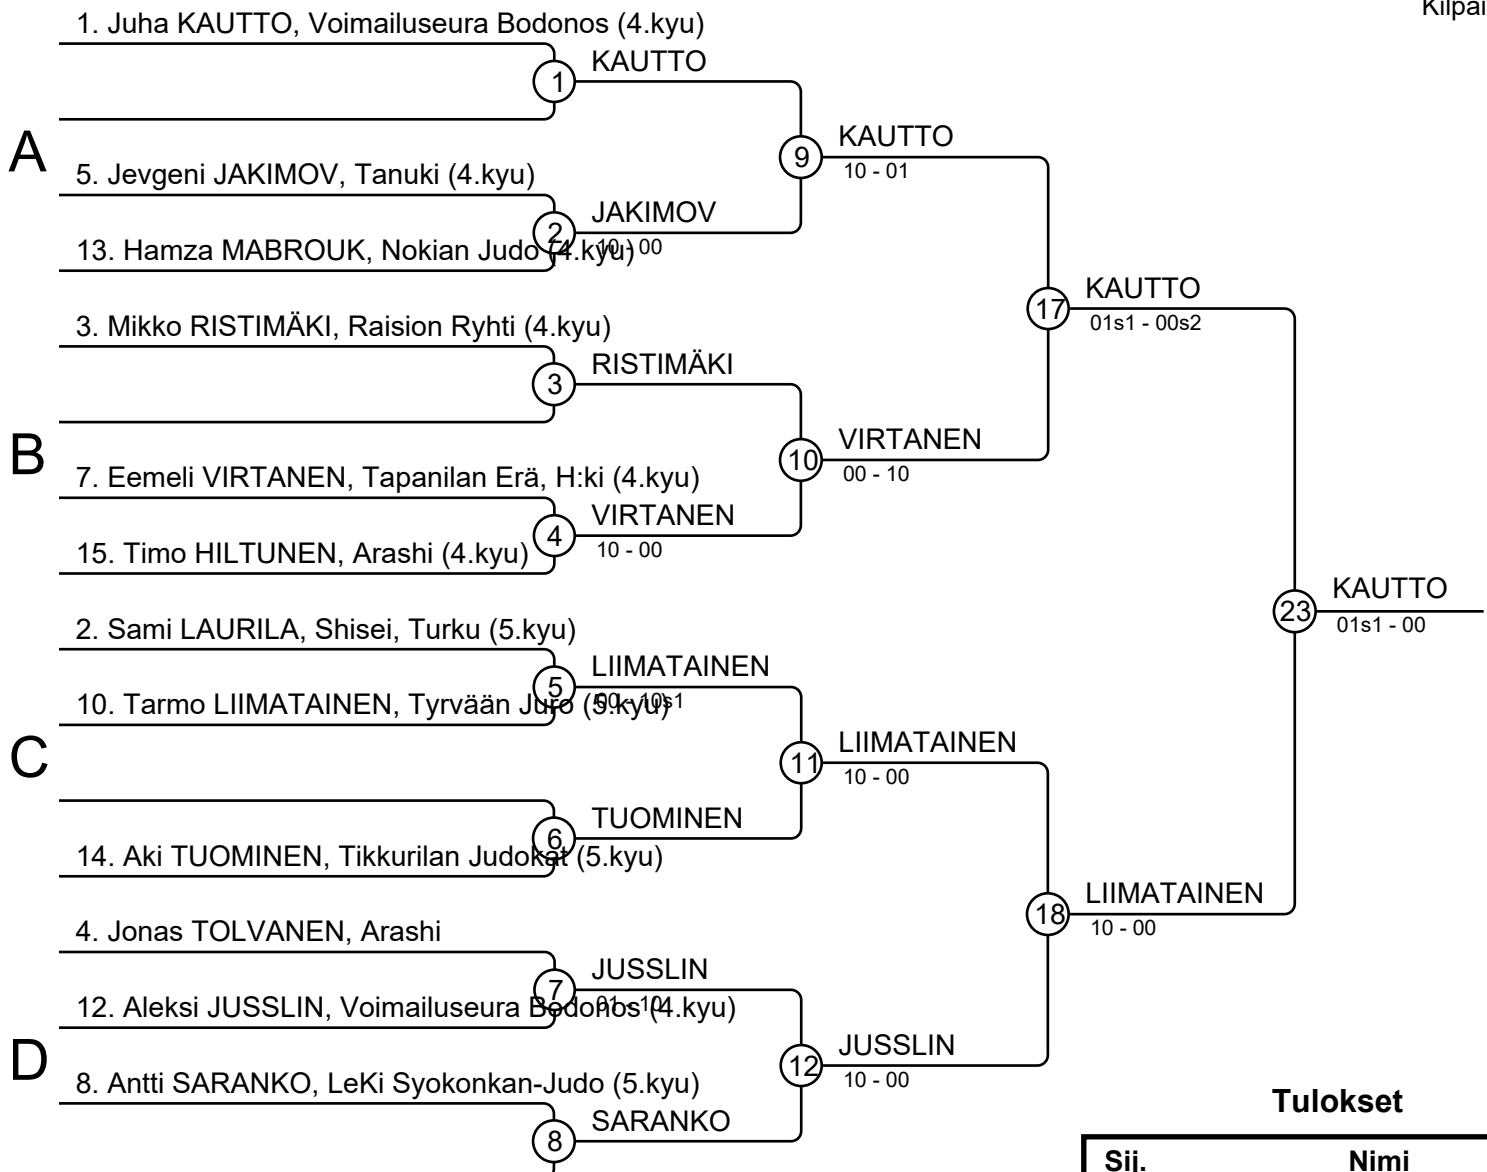 Kilpai
1. Juha KAUTTO, Voimailuseura Bodonos (4.kyu)
1
KAUTTO
A
9
KAUTTO
10 - 01
5. Jevgeni JAKIMOV, Tanuki (4.kyu)
2
JAKIMOV
10 - 00
13. Hamza MABROUK, Nokian Judo (4.kyu)
17
KAUTTO
01s1 - 00s2
3. Mikko RISTIMÄKI, Raision Ryhti (4.kyu)
3
RISTIMÄKI
B
10
VIRTANEN
00 - 10
7. Eemeli VIRTANEN, Tapanilan Erä, H:ki (4.kyu)
4
VIRTANEN
10 - 00
15. Timo HILTUNEN, Arashi (4.kyu)
23
KAUTTO
01s1 - 00
2. Sami LAURILA, Shisei, Turku (5.kyu)
5
LIIMATAINEN
00 - 10s1
10. Tarmo LIIMATAINEN, Tyrvään Juro (5.kyu)
C
11
LIIMATAINEN
10 - 00
6
TUOMINEN
14. Aki TUOMINEN, Tikkurilan Judokat (5.kyu)
18
LIIMATAINEN
10 - 00
4. Jonas TOLVANEN, Arashi
7
JUSSLIN
01 - 10
12. Aleksi JUSSLIN, Voimailuseura Bodonos (4.kyu)
D
12
JUSSLIN
10 - 00
8. Antti SARANKO, LeKi Syokonkan-Judo (5.kyu)
8
SARANKO
Tulokset
Sij. Nimi